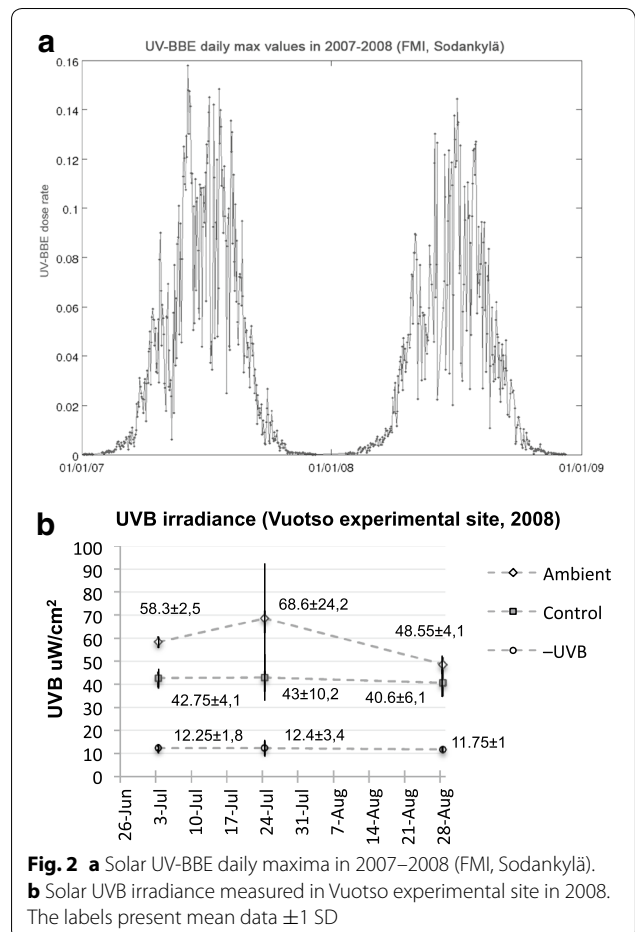 a
UV-BBE daily max values in 2007-2008 (FMI, Sodankylä)
UV-BBE dose rate
0.16
0.14
0.12
0.1
0.08
0.06
0.04
0.02
0
01/01/07
01/01/08
01/01/09
b
UVB irradiance (Vuotso experimental site, 2008)
UVB uW/cm²
100
90
80
70
60
50
40
30
20
10
0
58.3±2,5
68.6±24,2
48.55±4,1
42.75±4,1
43±10,2
40.6±6,1
12.25±1,8
12.4±3,4
11.75±1
Ambient
Control
–UVB
26-Jun
3-Jul
10-Jul
17-Jul
24-Jul
31-Jul
7-Aug
14-Aug
21-Aug
28-Aug
Fig. 2 a Solar UV-BBE daily maxima in 2007–2008 (FMI, Sodankylä).
b Solar UVB irradiance measured in Vuotso experimental site in 2008.
The labels present mean data ±1 SD